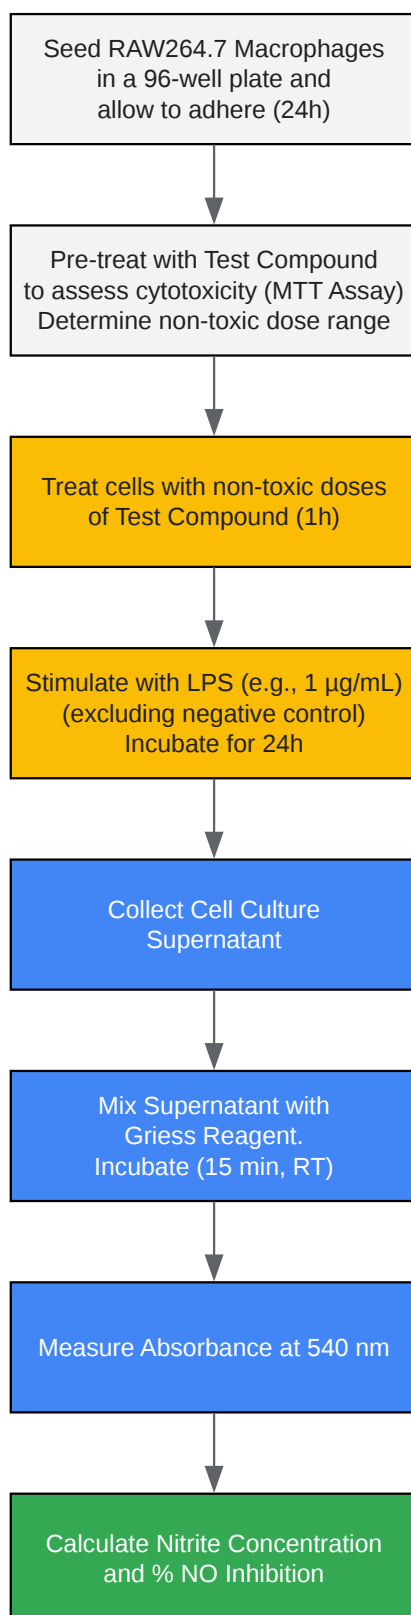 Seed RAW264.7 Macrophages
in a 96-well plate and
allow to adhere (24h)
Pre-treat with Test Compound
to assess cytotoxicity (MTT Assay)
Determine non-toxic dose range
Treat cells with non-toxic doses
of Test Compound (1h)
Stimulate with LPS (e.g., 1 µg/mL)
(excluding negative control)
Incubate for 24h
Collect Cell Culture
Supernatant
Mix Supernatant with
Griess Reagent.
Incubate (15 min, RT)
Measure Absorbance at 540 nm
Calculate Nitrite Concentration
and % NO Inhibition